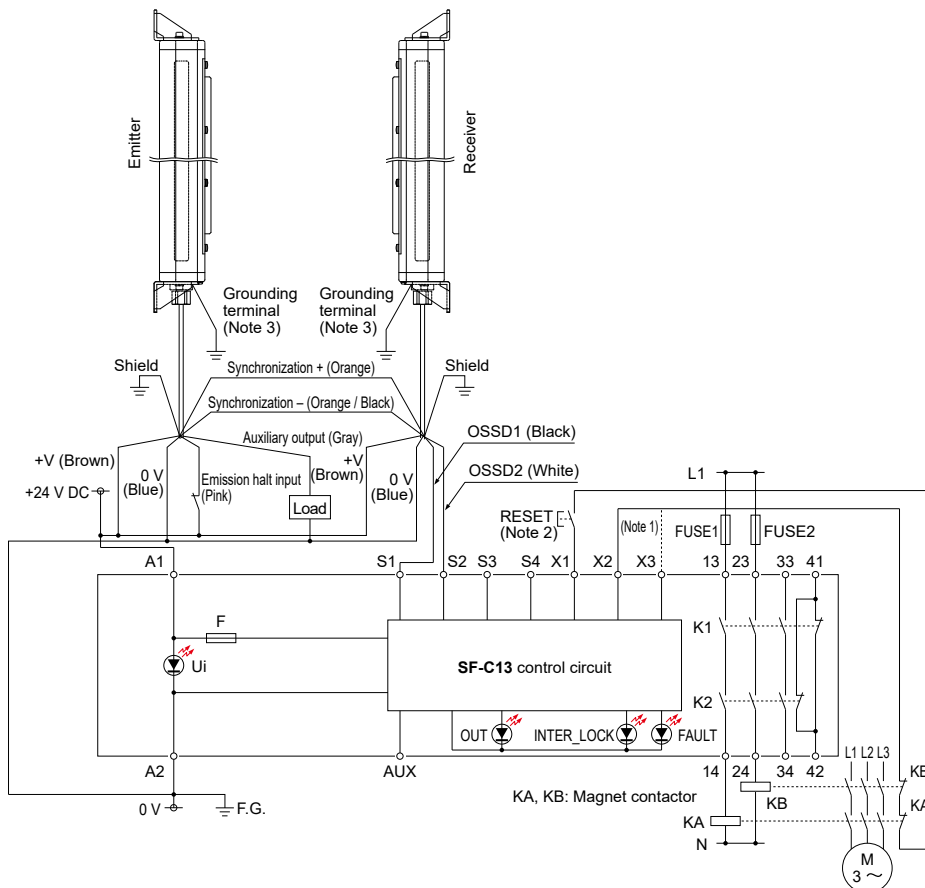 Emitter
Receiver
Grounding
terminal
(Note 3)
Grounding
terminal
(Note 3)
Shield
Synchronization + (Orange)
Shield
Synchronization – (Orange / Black)
Auxiliary output (Gray)
OSSD1 (Black)
+V (Brown)
0 V
(Blue)
Emission halt input
(Pink)
+V
(Brown)
0 V
(Blue)
OSSD2 (White)
+24 V DC
Load
RESET
(Note 2)
(Note 1)
L1
FUSE1
FUSE2
A1
S1
S2
S3
S4
X1
X2
X3
13
23
33
41
F
Ui
SF-C13 control circuit
K1
K2
OUT
INTER_LOCK
FAULT
A2
AUX
14
24
34
42
L1
L2
L3
0 V
F.G.
KA, KB: Magnet contactor
KB
KA
N
KB
KA
M
3 ~